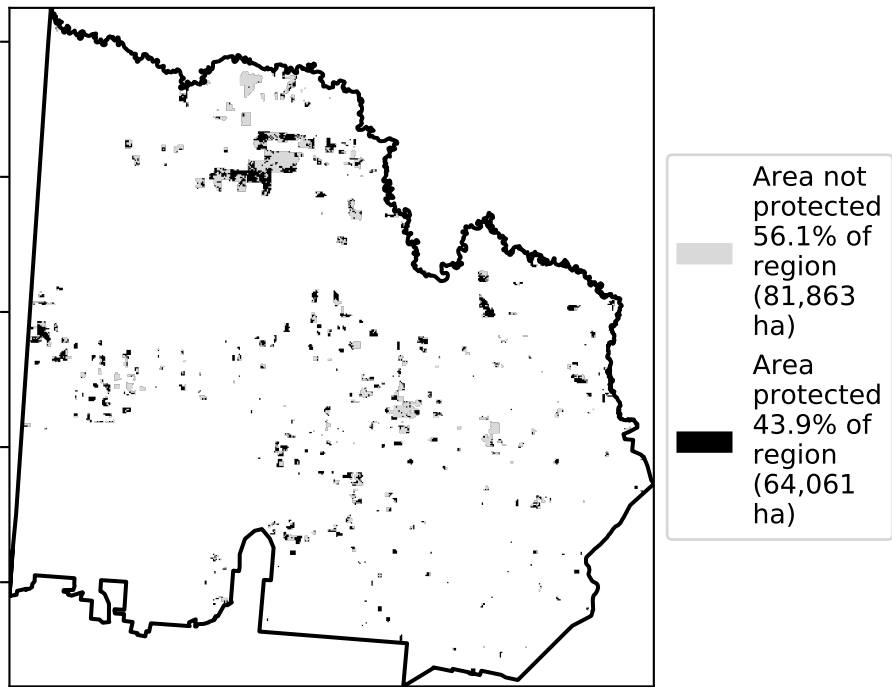 Area not
protected
56.1% of
region
(81,863
ha)
Area
protected
43.9% of
region
(64,061
ha)